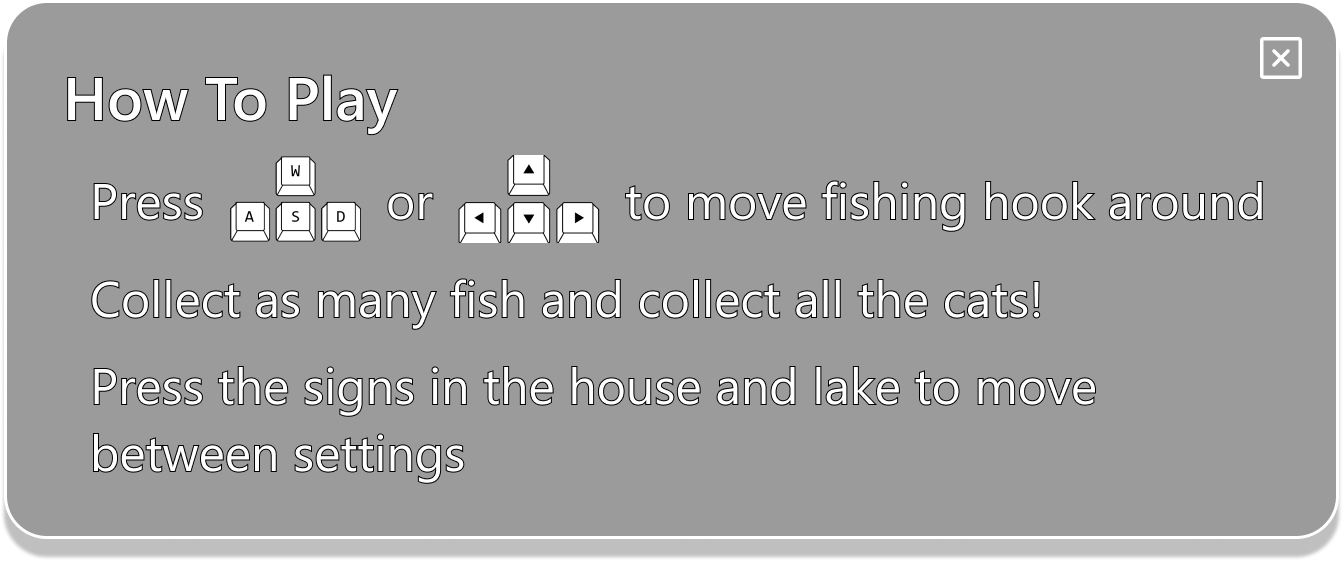 How To Play
W
Press A S D or ◀ ▼ ▶ to move fishing hook around
Collect as many fish and collect all the cats!
Press the signs in the house and lake to move
between settings